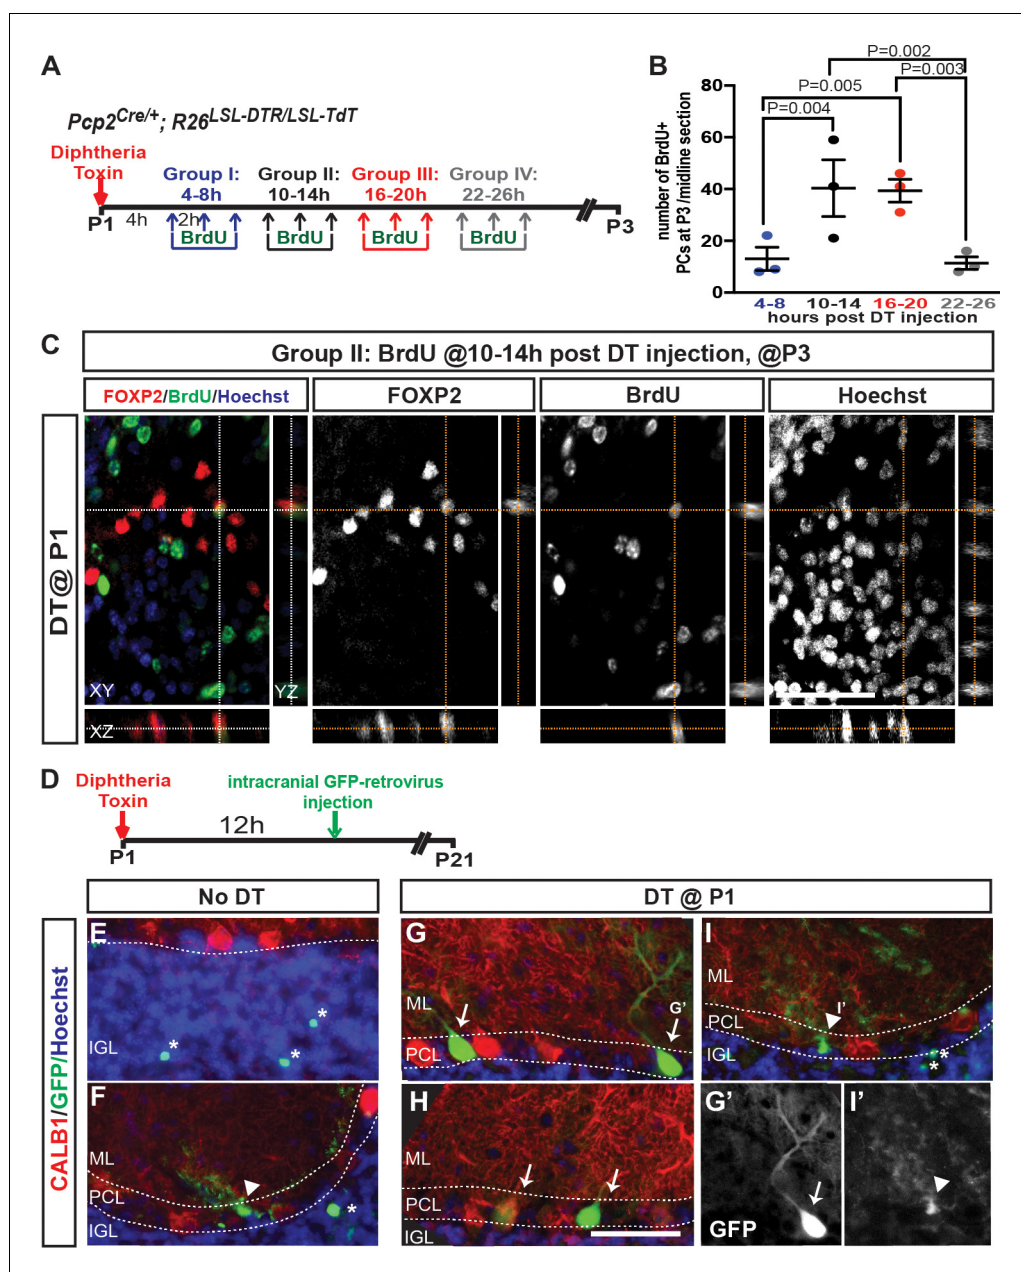 A
Pcp2Cre/+; R26LSL-DTR/LSL-TdT
Diphtheria
Toxin
Group I:
4-8h
Group II:
10-14h
Group III:
16-20h
Group IV:
22-26h
P1
4h
2h
BrdU
BrdU
BrdU
BrdU
P3
B
P=0.002
P=0.003
P=0.005
P=0.004
number of BrdU+
PCs at P3 /midline section
80
60
40
20
0
4-8
10-14
16-20
22-26
hours post DT injection
C
Group II: BrdU @10-14h post DT injection, @P3
FOXP2/BrdU/Hoechst
FOXP2
BrdU
Hoechst
DT@ P1
XY
YZ
XZ
D
Diphtheria
Toxin
intracranial GFP-retrovirus
injection
12h
P1
P21
No DT
DT @ P1
CALB1/GFP/Hoechst
E
IGL
*
*
*
F
ML
PCL
IGL
*
G
ML
PCL
G'
H
ML
PCL
IGL
I
ML
PCL
IGL
I'
*
*
G'
GFP
I'